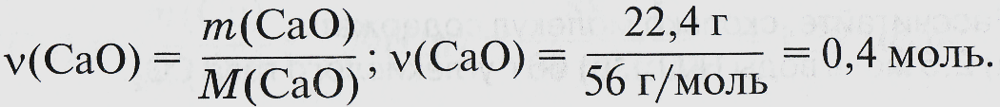 ν(CaO) = m(CaO) / M(CaO); ν(CaO) = 22,4 г / 56 г/моль = 0,4 моль.